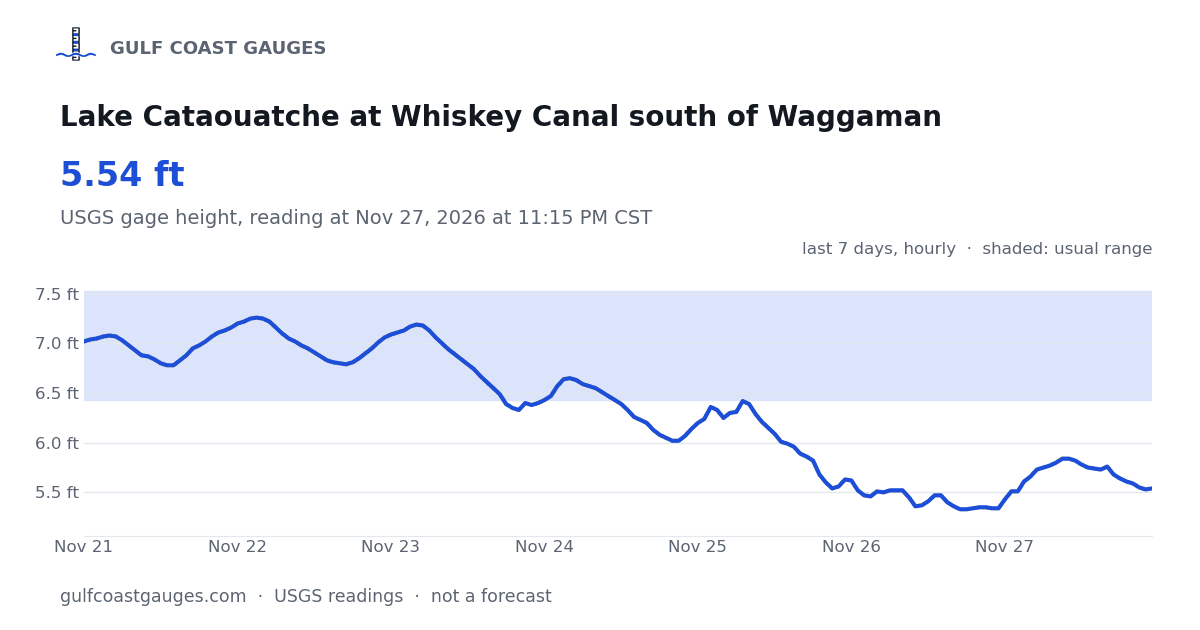 GULF COAST GAUGES
Lake Cataouatche at Whiskey Canal south of Waggaman
5.54 ft
USGS gage height, reading at Nov 27, 2026 at 11:15 PM CST
last 7 days, hourly · shaded: usual range
7.5 ft
7.0 ft
6.5 ft
6.0 ft
5.5 ft
Nov 21 Nov 22 Nov 23 Nov 24 Nov 25 Nov 26 Nov 27
gulfcoastgauges.com · USGS readings · not a forecast